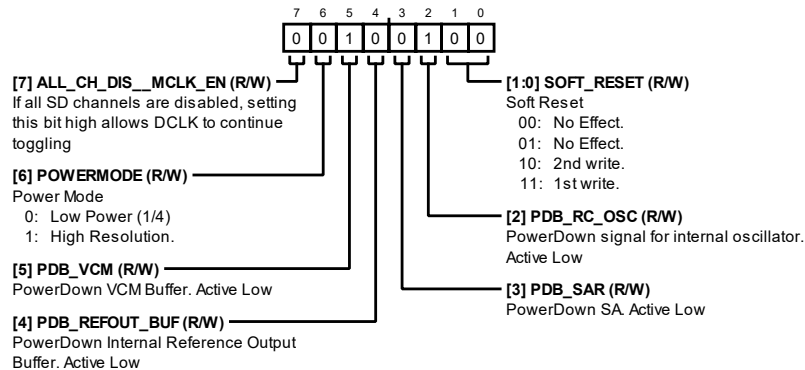 7 6 5 4 3 2 1 0
0 0 1 0 0 1 0 0
[7] ALL_CH_DIS__MCLK_EN (R/W)
If all SD channels are disabled, setting
this bit high allows DCLK to continue
toggling
[6] POWERMODE (R/W)
Power Mode
0: Low Power (1/4)
1: High Resolution.
[5] PDB_VCM (R/W)
PowerDown VCM Buffer. Active Low
[4] PDB_REFOUT_BUF (R/W)
PowerDown Internal Reference Output
Buffer. Active Low
[1:0] SOFT_RESET (R/W)
Soft Reset
00: No Effect.
01: No Effect.
10: 2nd write.
11: 1st write.
[2] PDB_RC_OSC (R/W)
PowerDown signal for internal oscillator.
Active Low
[3] PDB_SAR (R/W)
PowerDown SA. Active Low